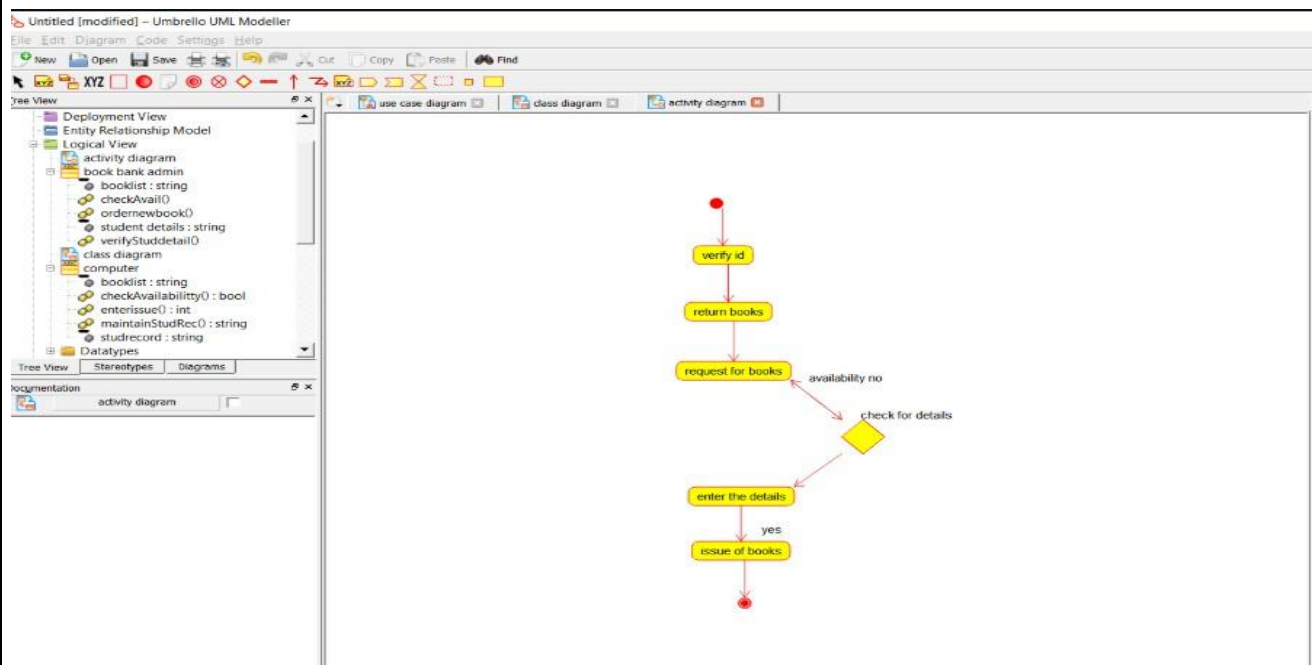 Untitled [modified] – Umbrello UML Modeller
File Edit Diagram Code Settings Help
New Open Save Cut Copy Paste Find
XYZ
Tree View
use case diagram class diagram activity diagram
Deployment View
Entity Relationship Model
Logical View
activity diagram
book bank admin
booklist : string
checkAvail()
ordernewbook()
student details : string
verifyStuddetail()
class diagram
computer
booklist : string
checkAvailabilitty() : bool
enterissue() : int
maintainStudRec() : string
studrecord : string
Datatypes
Tree View Stereotypes Diagrams
Documentation
activity diagram
verify id
return books
request for books
availability no
check for details
enter the details
yes
issue of books